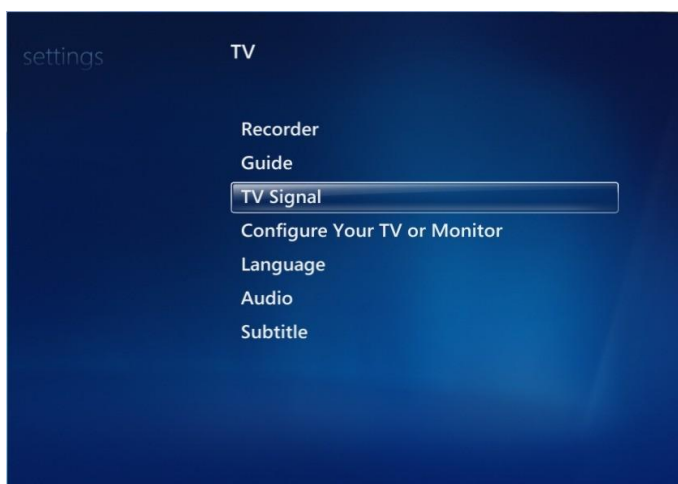 settings
TV
Recorder
Guide
TV Signal
Configure Your TV or Monitor
Language
Audio
Subtitle